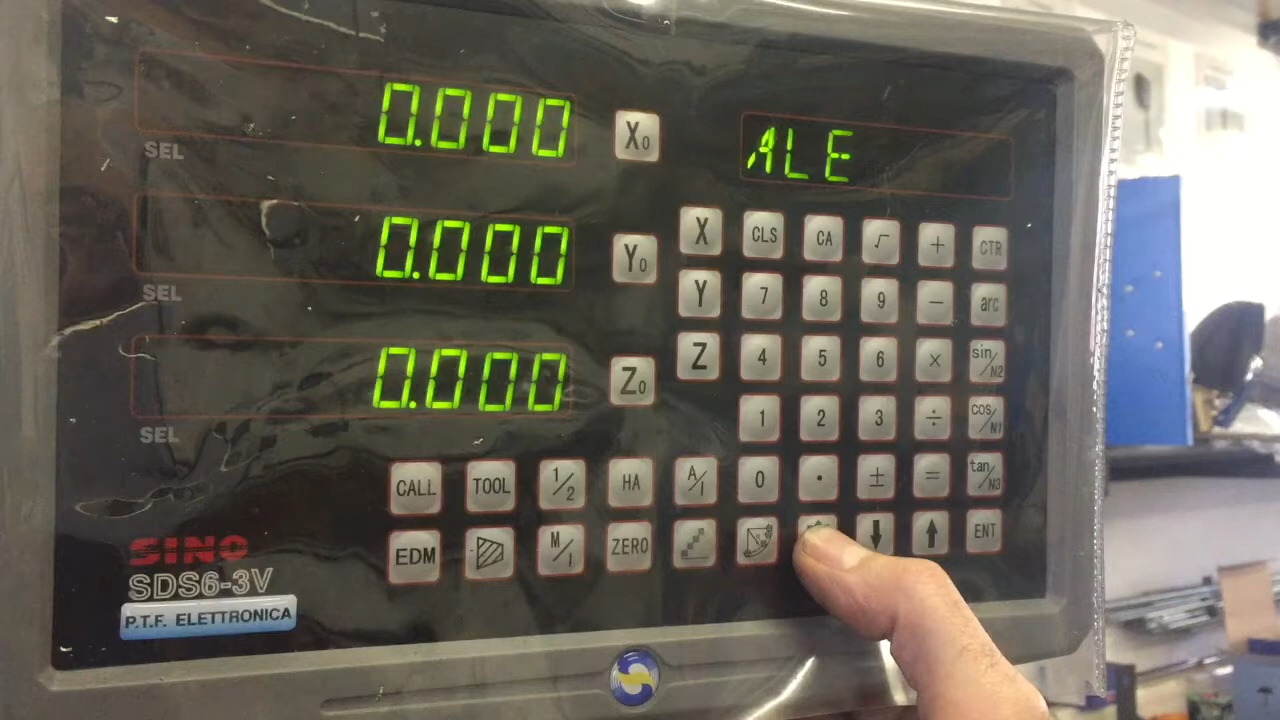 0.000 X0 ALE
SEL
0.000 Y0
SEL
0.000 Z0
SEL
X CLS CA √ + CTR
Y 7 8 9 − arc
Z 4 5 6 × sin/N2
1 2 3 ÷ cos/N1
CALL TOOL 1/2 HA A/I 0 . ± = tan/N3
EDM M/I ZERO ⬇ ⬆ ENT
SINO
SDS6-3V
P.T.F. ELETTRONICA